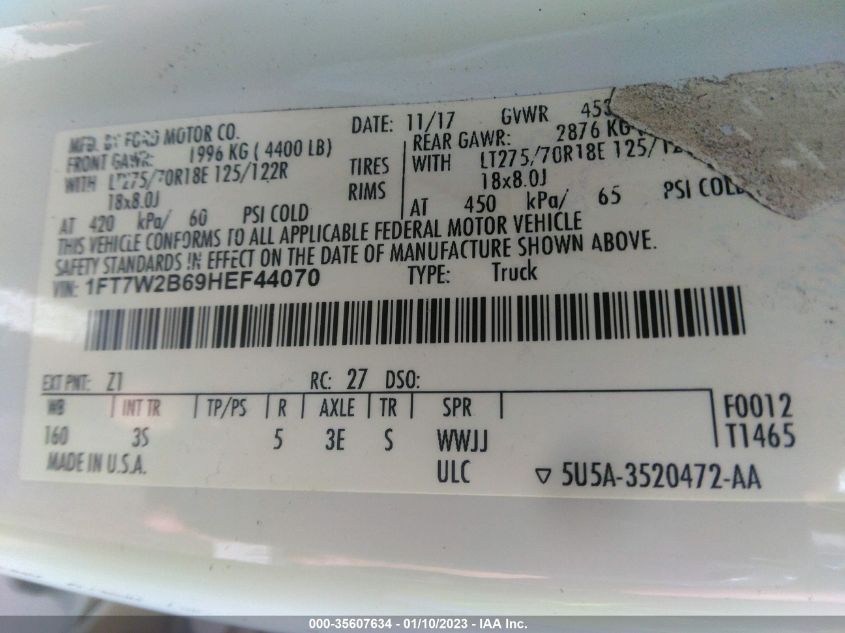 MFD. BY FORD MOTOR CO. DATE: 11/17 GVWR
FRONT GAWR: 1996 KG ( 4400 LB) REAR GAWR: 2876 KG
WITH LT275/70R18E 125/122R TIRES WITH LT275/70R18E
18x8.0J RIMS 18x8.0J
AT 420 kPa/ 60 PSI COLD AT 450 kPa/ 65 PSI COLD
THIS VEHICLE CONFORMS TO ALL APPLICABLE FEDERAL MOTOR VEHICLE
SAFETY STANDARDS IN EFFECT ON THE DATE OF MANUFACTURE SHOWN ABOVE.
VIN: 1FT7W2B69HEF44070 TYPE: Truck
EXT PNT: Z1 RC: 27 DSO:
WB INT TR TP/PS R AXLE TR SPR F0012
160 3S 5 3E S WWJJ T1465
MADE IN U.S.A. ULC ▽ 5U5A-3520472-AA
000-35607634 - 01/10/2023 - IAA Inc.